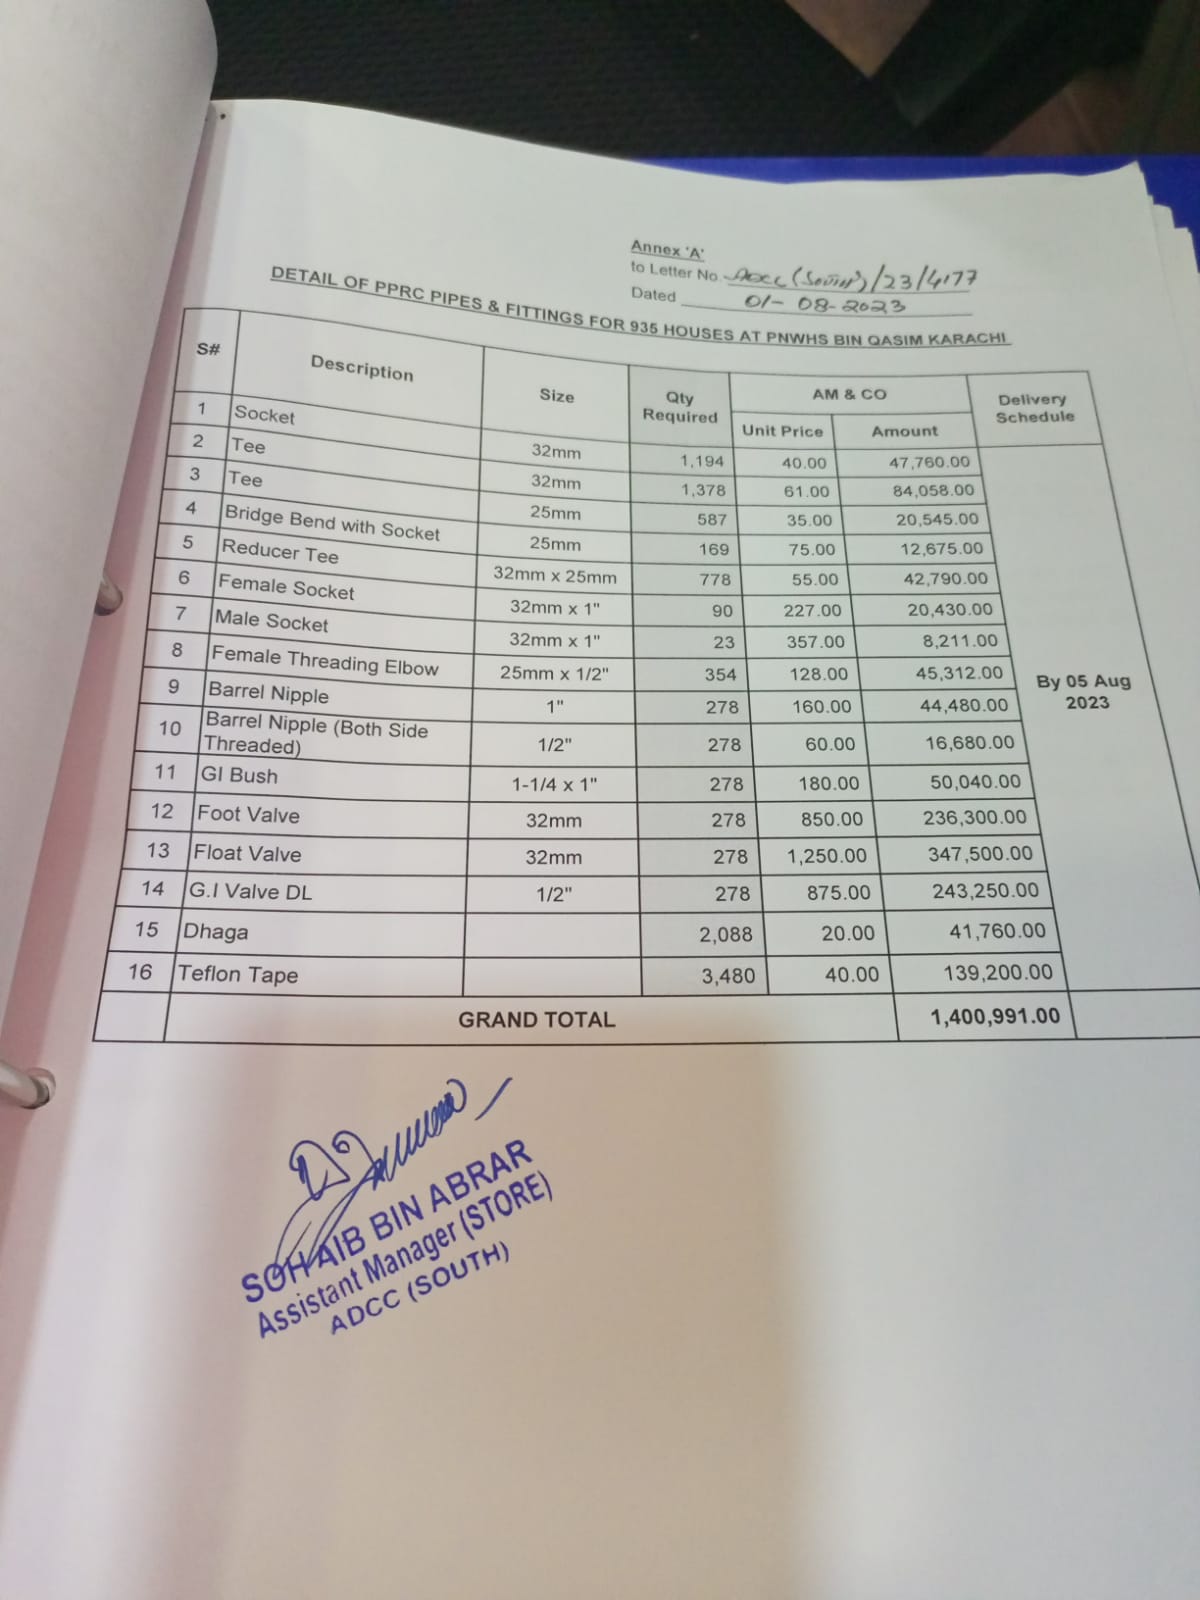 Annex 'A'
to Letter No. ADCC (South)/23/4177
Dated 01-08-2023
DETAIL OF PPRC PIPES & FITTINGS FOR 935 HOUSES AT PNWHS BIN QASIM KARACHI
S# Description Size Qty Required AM & CO Delivery Schedule
Unit Price Amount
1 Socket 32mm 1,194 40.00 47,760.00
2 Tee 32mm 1,378 61.00 84,058.00
3 Tee 25mm 587 35.00 20,545.00
4 Bridge Bend with Socket 25mm 169 75.00 12,675.00
5 Reducer Tee 32mm x 25mm 778 55.00 42,790.00
6 Female Socket 32mm x 1" 90 227.00 20,430.00
7 Male Socket 32mm x 1" 23 357.00 8,211.00
8 Female Threading Elbow 25mm x 1/2" 354 128.00 45,312.00
By 05 Aug 2023
9 Barrel Nipple 1" 278 160.00 44,480.00
10 Barrel Nipple (Both Side Threaded) 1/2" 278 60.00 16,680.00
11 GI Bush 1-1/4 x 1" 278 180.00 50,040.00
12 Foot Valve 32mm 278 850.00 236,300.00
13 Float Valve 32mm 278 1,250.00 347,500.00
14 G.I Valve DL 1/2" 278 875.00 243,250.00
15 Dhaga 2,088 20.00 41,760.00
16 Teflon Tape 3,480 40.00 139,200.00
GRAND TOTAL 1,400,991.00
SOHAIB BIN ABRAR
Assistant Manager (STORE)
ADCC (SOUTH)